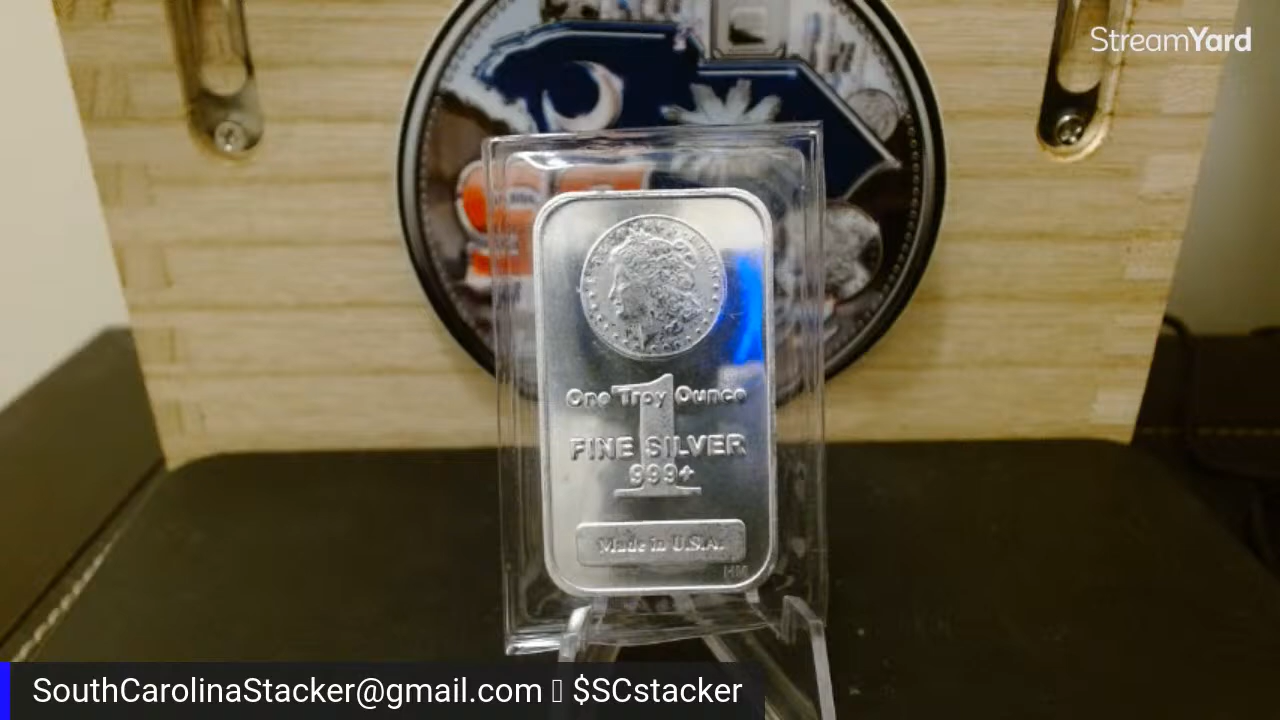 StreamYard
One Troy Ounce
1
FINE SILVER
999+
Made in U.S.A.
HM
SouthCarolinaStacker@gmail.com ▯ $SCstacker